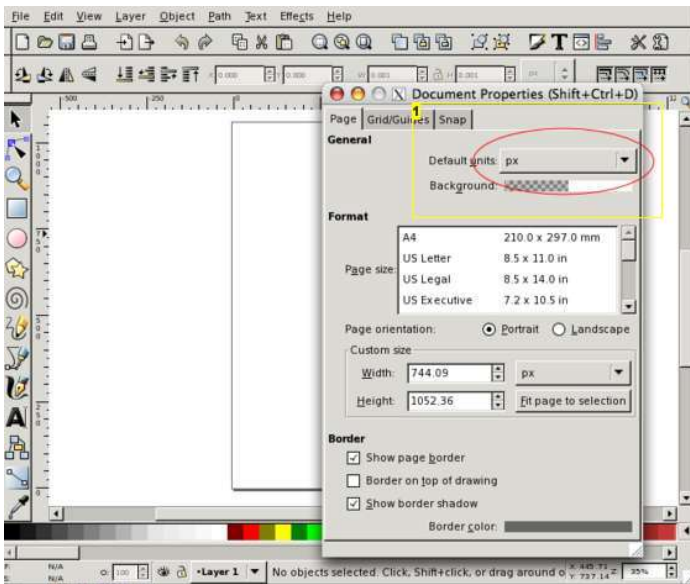 File Edit View Layer Object Path Text Effects Help
Document Properties (Shift+Ctrl+D)
1
Page Grid/Guides Snap
General
Default units: px
Background:
Format
Page size:
A4 210.0 x 297.0 mm
US Letter 8.5 x 11.0 in
US Legal 8.5 x 14.0 in
US Executive 7.2 x 10.5 in
Page orientation: Portrait Landscape
Custom size
Width: 744.09 px
Height: 1052.36 Fit page to selection
Border
Show page border
Border on top of drawing
Show border shadow
Border color:
N/A
N/A
O: 100
•Layer 1
No objects selected. Click, Shift+click, or drag around o
35%